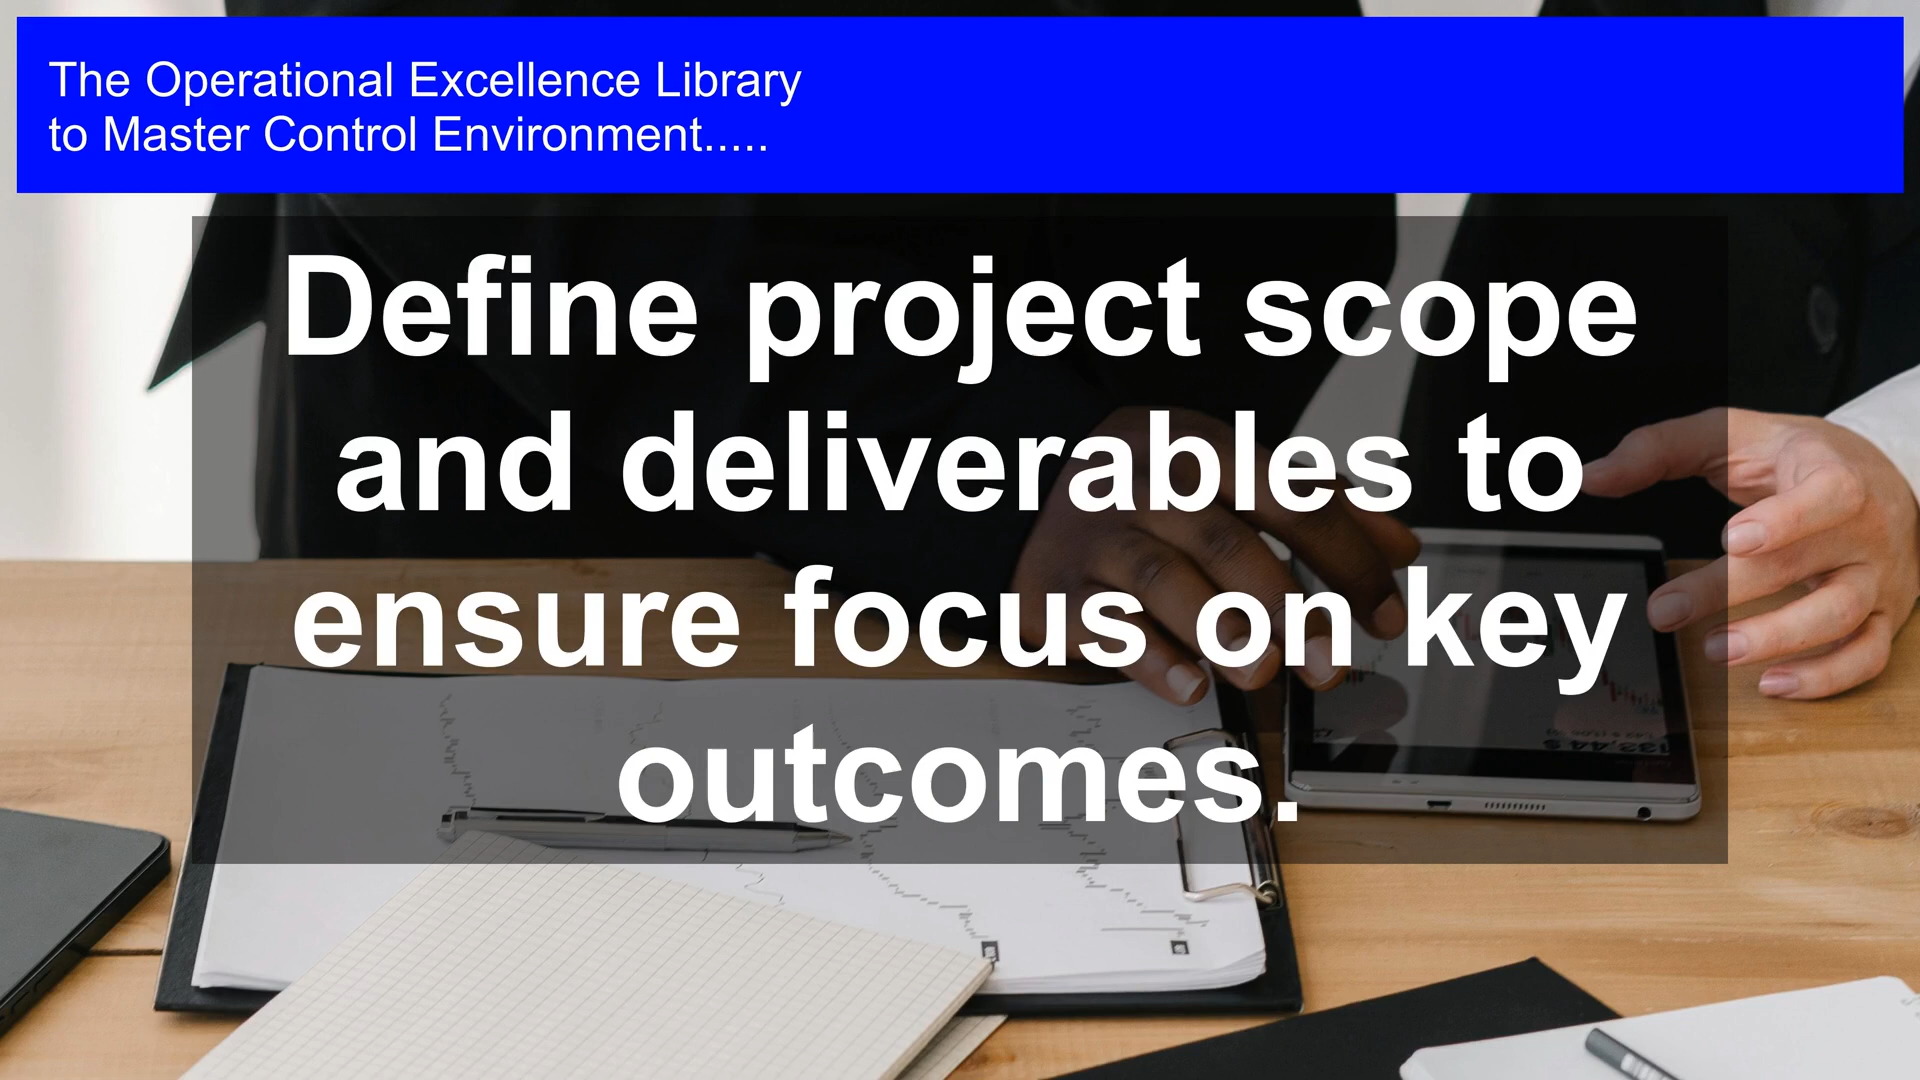 The Operational Excellence Library
to Master Control Environment.....
Define project scope
and deliverables to
ensure focus on key
outcomes.